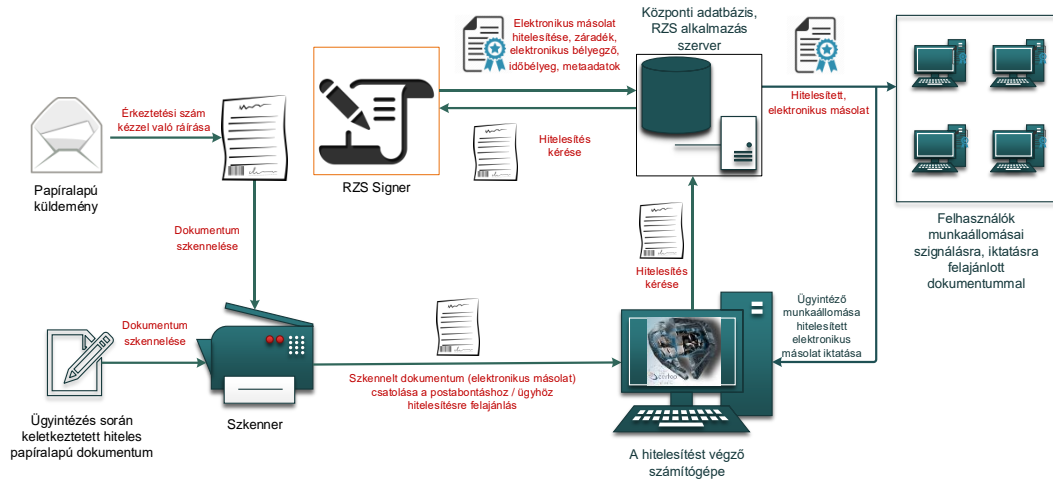 Elektronikus másolat
hitelesítése, záradék,
elektronikus bélyegző,
időbélyeg, metaadatok
Központi adatbázis,
RZS alkalmazás
szerver
Érkeztetési szám
kézzel való ráírása
Hitelesített,
elektronikus másolat
Hitelesítés
kérése
RZS Signer
Papíralapú
küldemény
Dokumentum
szkennelése
Hitelesítés
kérése
Felhasználók
munkaállomásai
szignálásra, iktatásra
felajánlott
dokumentummal
Dokumentum
szkennelése
Ügyintéző
munkaállomása
hitelesített
elektronikus
másolat iktatása
Szkennelt dokumentum (elektronikus másolat)
csatolása a postabontáshoz / ügyhöz
hitelesítésre felajánlás
Ügyintézés során
keletkeztetett hiteles
papíralapú dokumentum
Szkenner
A hitelesítést végző
számítógépe